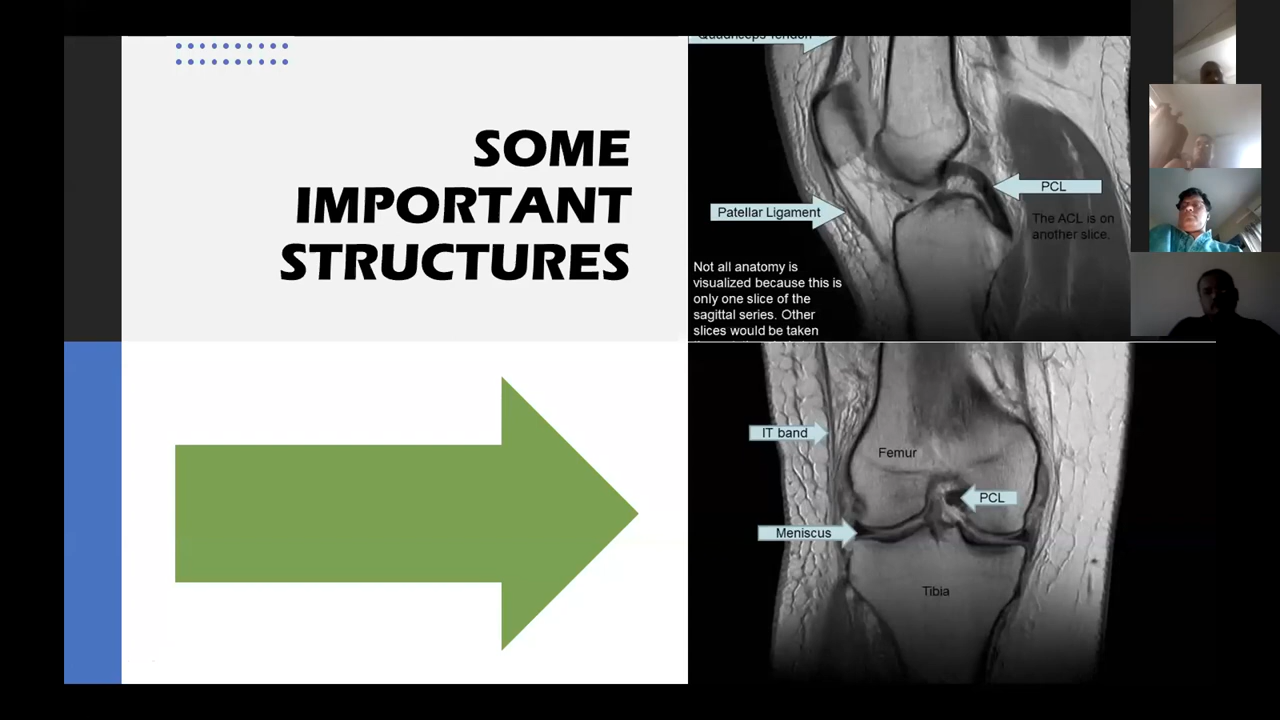 SOME
IMPORTANT
STRUCTURES
Quadriceps Tendon
PCL
Patellar Ligament
The ACL is on
another slice.
Not all anatomy is
visualized because this is
only one slice of the
sagittal series. Other
slices would be taken
IT band
Femur
PCL
Meniscus
Tibia